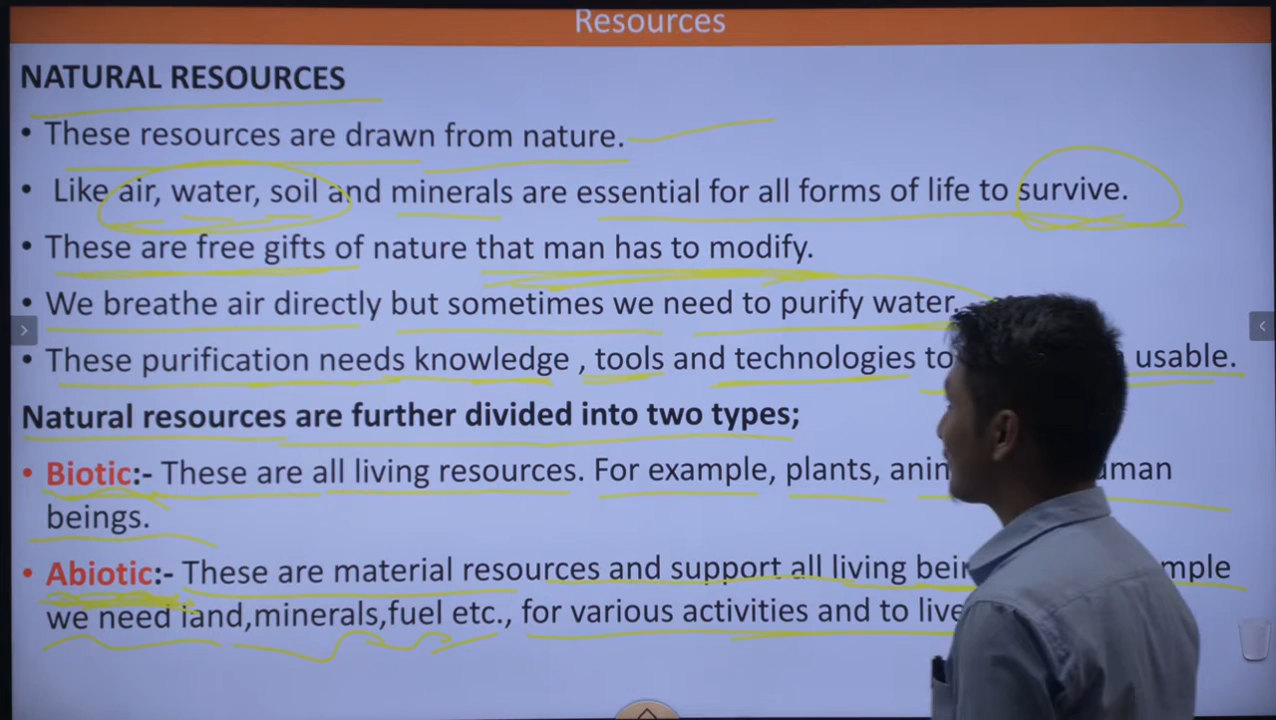 Resources
NATURAL RESOURCES
• These resources are drawn from nature.
• Like air, water, soil and minerals are essential for all forms of life to survive.
• These are free gifts of nature that man has to modify.
• We breathe air directly but sometimes we need to purify water.
• These purification needs knowledge , tools and technologies to usable.
Natural resources are further divided into two types;
• Biotic:- These are all living resources. For example, plants,
beings.
• Abiotic:- These are material resources and support all living
we need land,minerals,fuel etc., for various activities and to live